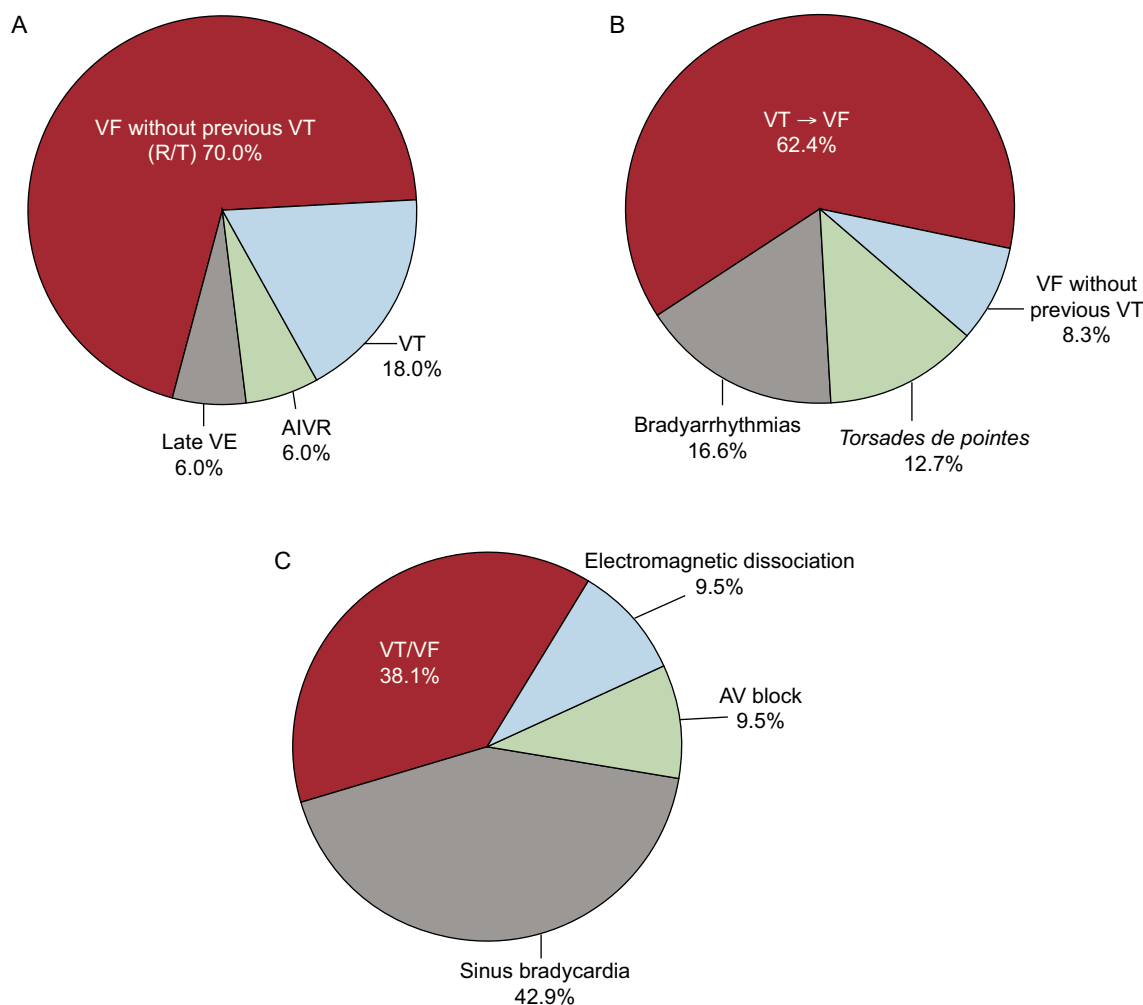 A
VF without previous VT
(R/T) 70.0%
VT
18.0%
AIVR
6.0%
Late VE
6.0%
B
VT → VF
62.4%
VF without
previous VT
8.3%
Torsades de pointes
12.7%
Bradyarrhythmias
16.6%
C
Electromagnetic dissociation
9.5%
VT/VF
38.1%
AV block
9.5%
Sinus bradycardia
42.9%